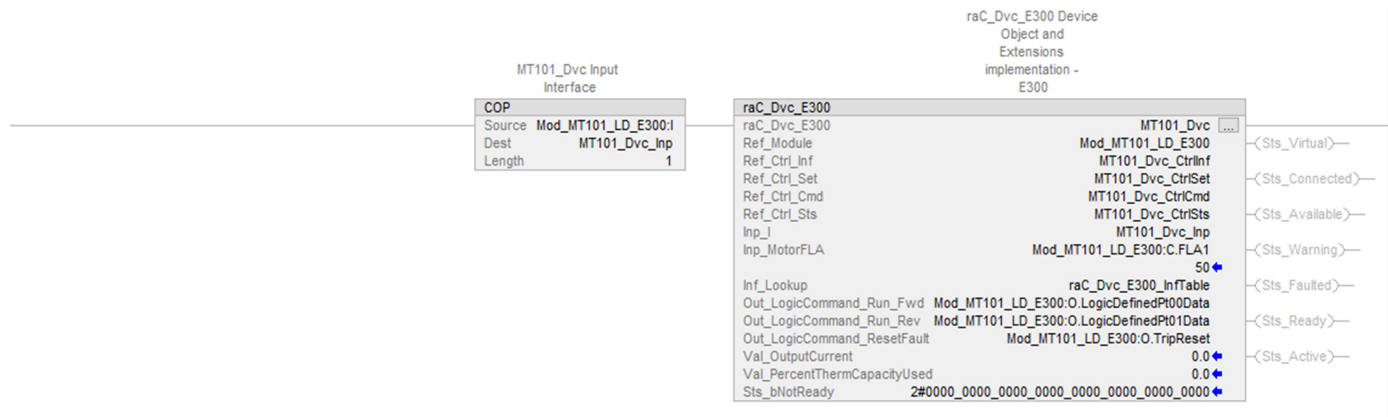 raC_Dvc_E300 Device
Object and
Extensions
implementation -
E300
MT101_Dvc Input
Interface
COP
Source Mod_MT101_LD_E300:I
Dest MT101_Dvc_Inp
Length 1
raC_Dvc_E300
raC_Dvc_E300 MT101_Dvc ...
Ref_Module Mod_MT101_LD_E300
Ref_Ctrl_Inf MT101_Dvc_CtrlInf
Ref_Ctrl_Set MT101_Dvc_CtrlSet
Ref_Ctrl_Cmd MT101_Dvc_CtrlCmd
Ref_Ctrl_Sts MT101_Dvc_CtrlSts
Inp_I MT101_Dvc_Inp
Inp_MotorFLA Mod_MT101_LD_E300:C.FLA1
50
Inf_Lookup raC_Dvc_E300_InfTable
Out_LogicCommand_Run_Fwd Mod_MT101_LD_E300:O.LogicDefinedPt00Data
Out_LogicCommand_Run_Rev Mod_MT101_LD_E300:O.LogicDefinedPt01Data
Out_LogicCommand_ResetFault Mod_MT101_LD_E300:O.TripReset
Val_OutputCurrent 0.0
Val_PercentThermCapacityUsed 0.0
Sts_bNotReady 2#0000_0000_0000_0000_0000_0000_0000_0000
(Sts_Virtual)
(Sts_Connected)
(Sts_Available)
(Sts_Warning)
(Sts_Faulted)
(Sts_Ready)
(Sts_Active)